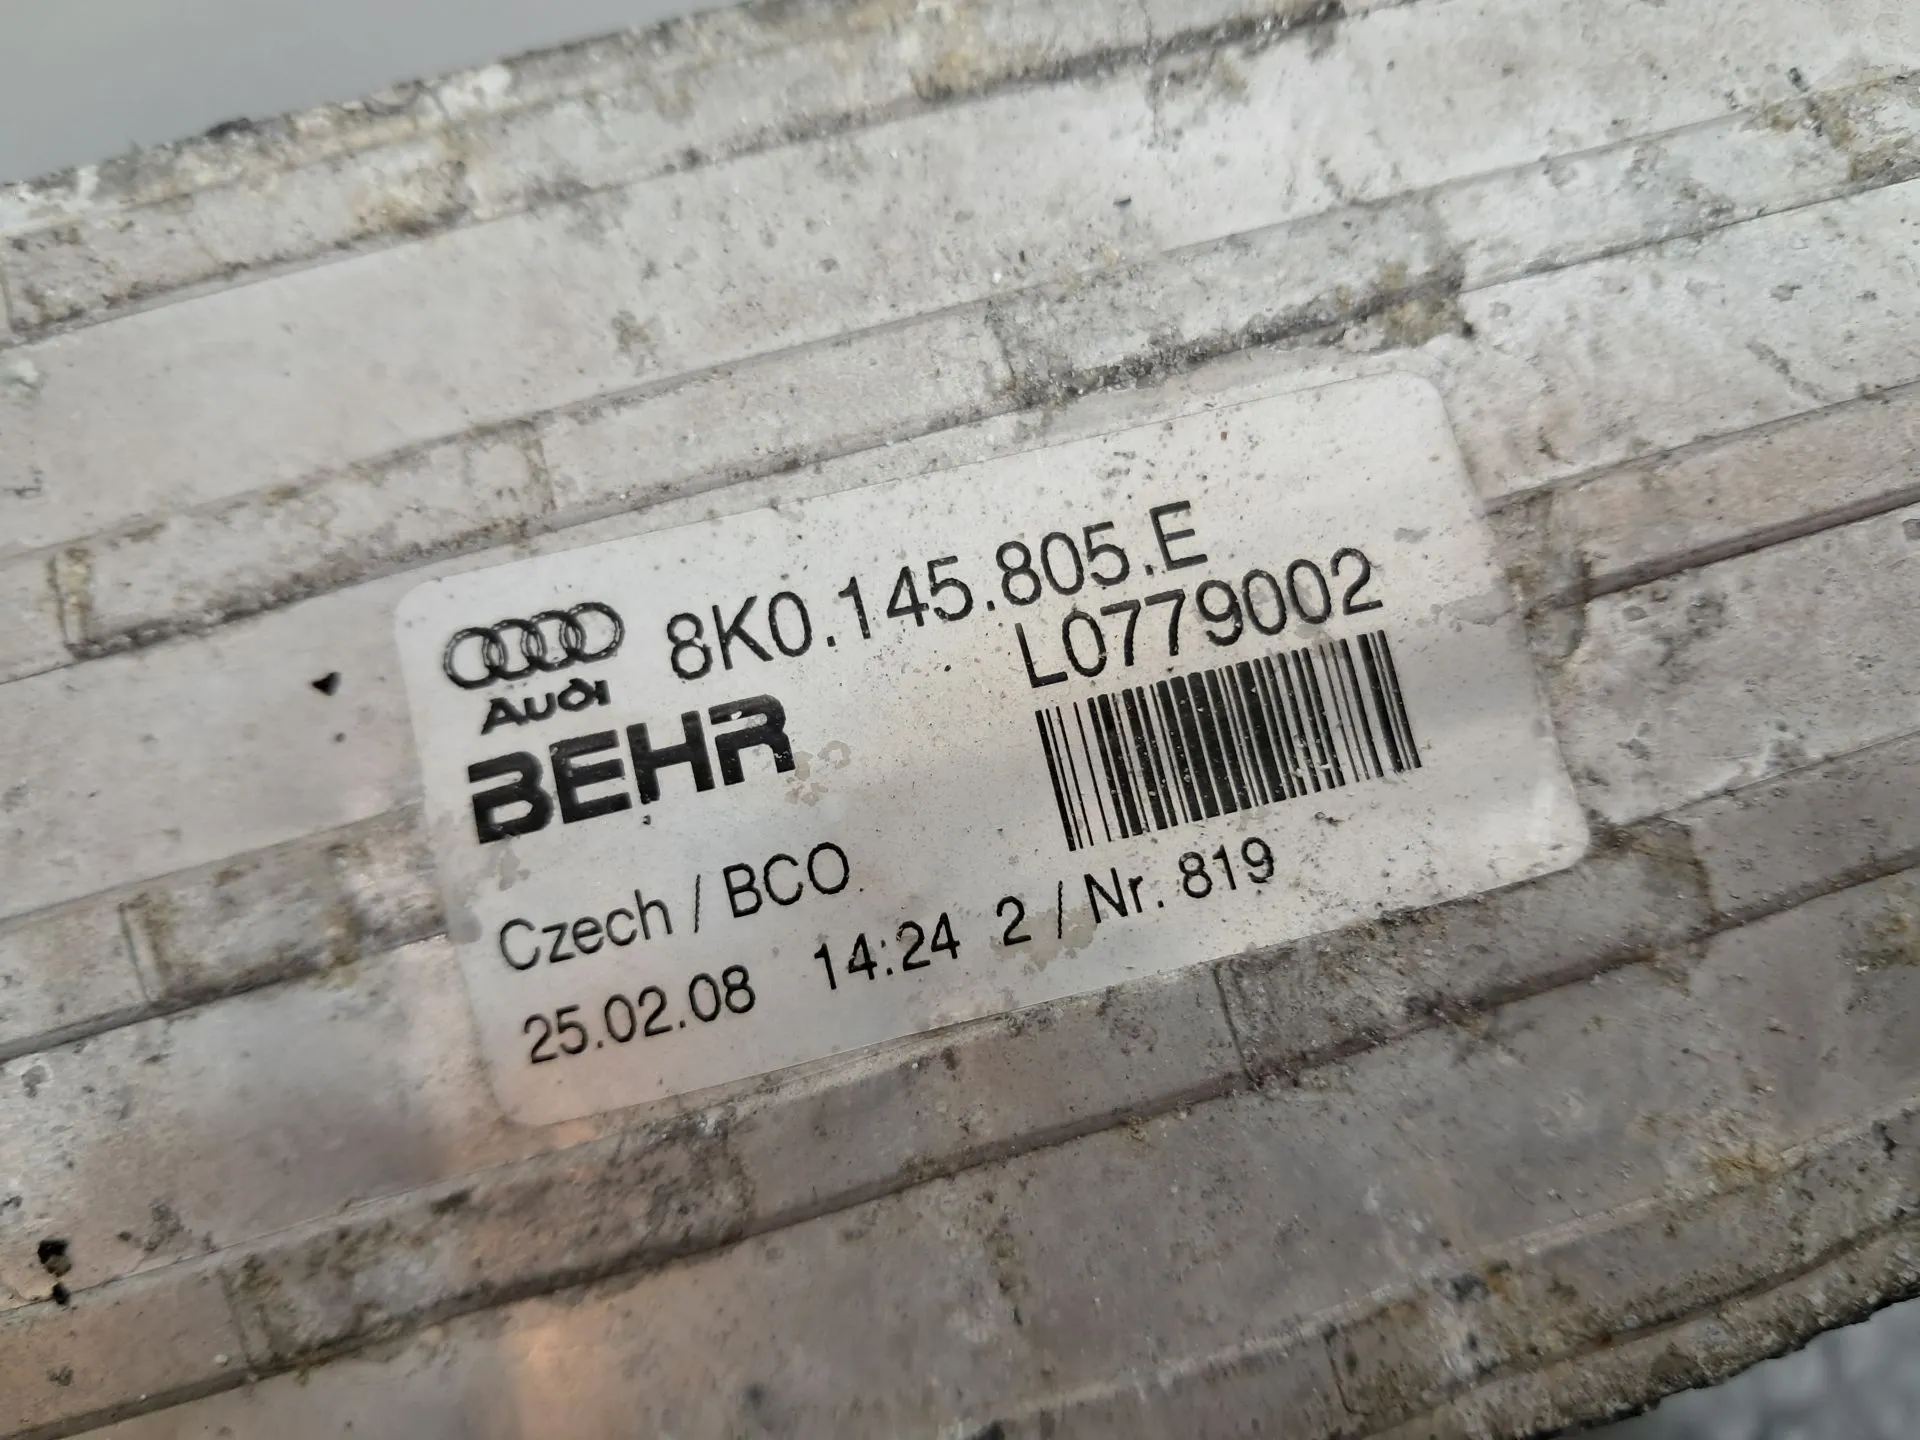 8K0.145.805.E
L0779002
Audi
BEHR
Czech / BCO
25.02.08 14:24 2 / Nr. 819